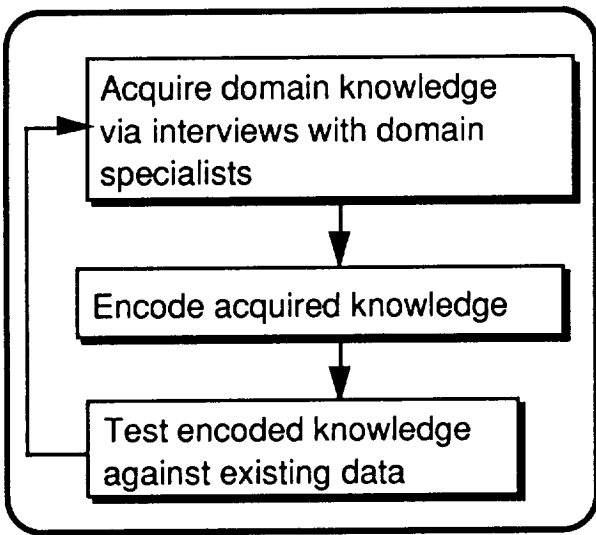 Acquire domain knowledge
via interviews with domain
specialists
Encode acquired knowledge
Test encoded knowledge
against existing data